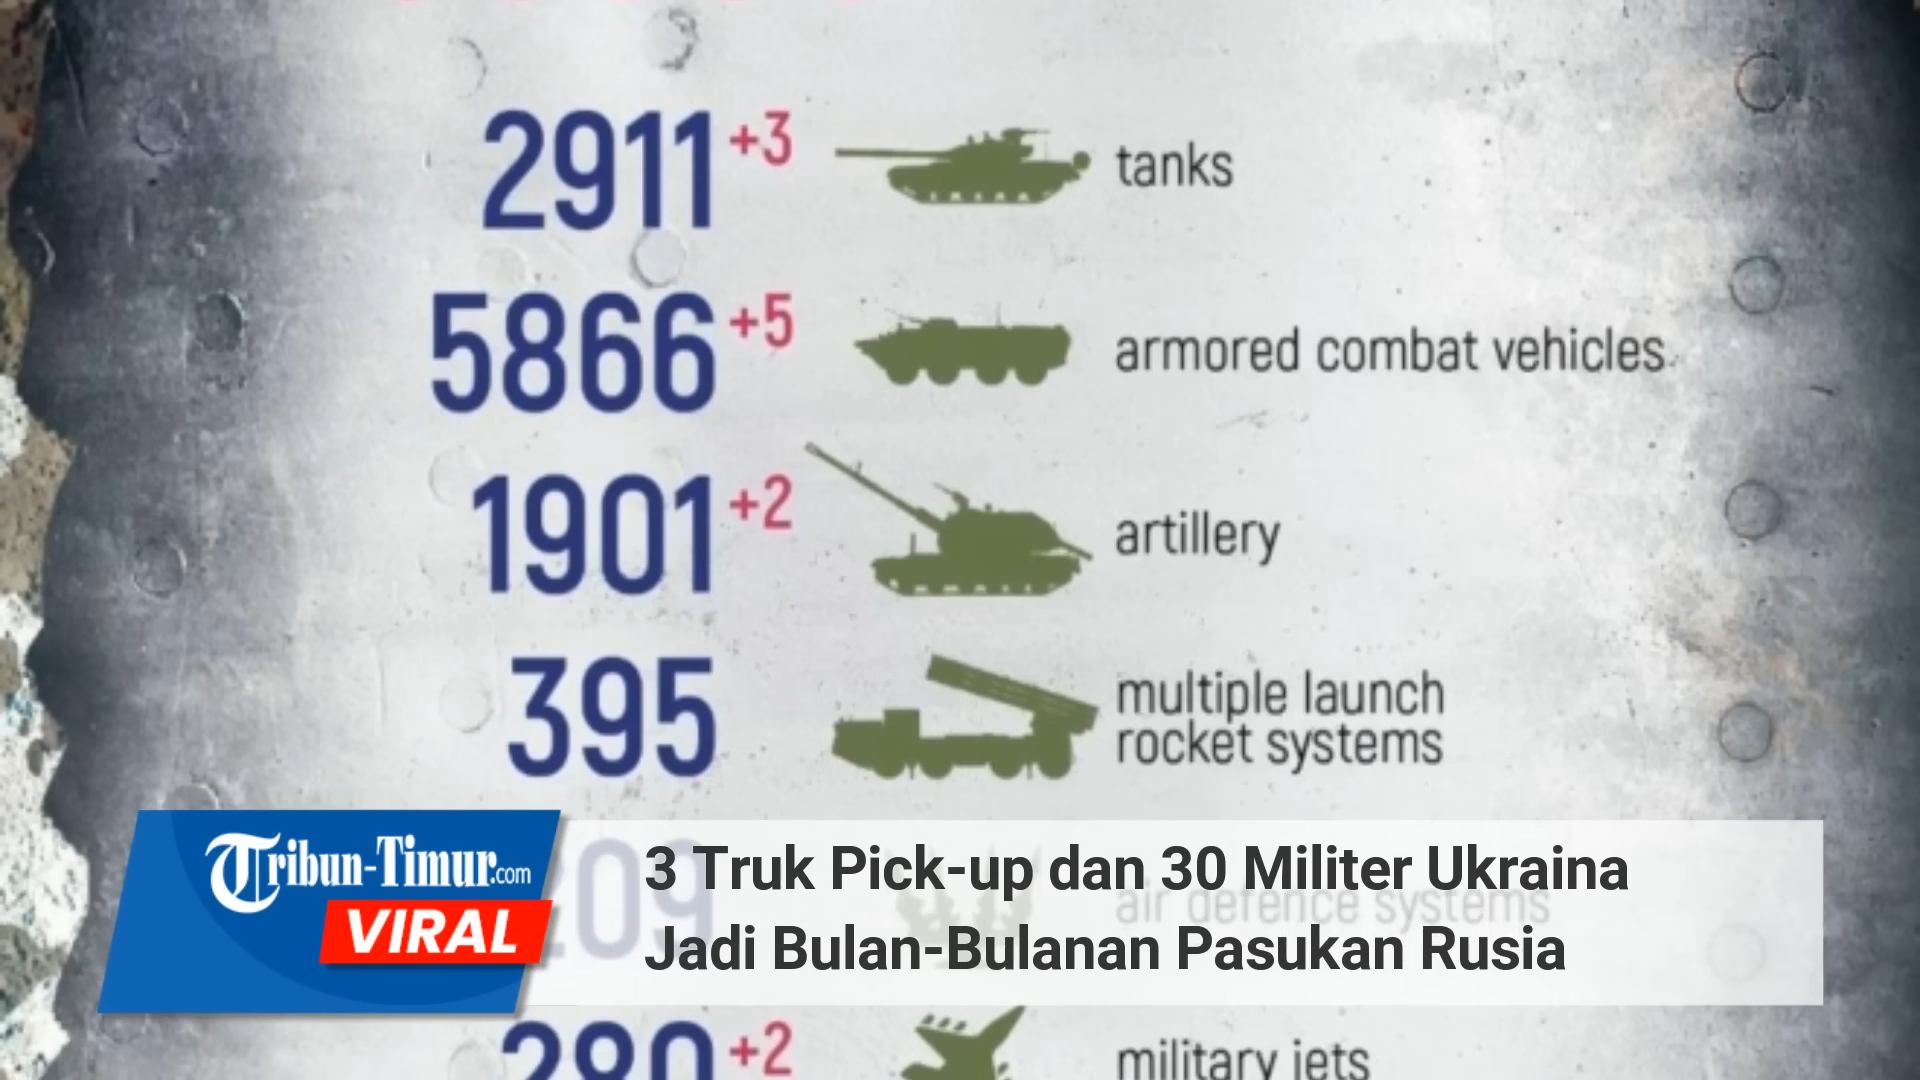 2911 +3 tanks
5866 +5 armored combat vehicles
1901 +2 artillery
395 multiple launch
rocket systems
209 air defence systems
Tribun-Timur.com
VIRAL
3 Truk Pick-up dan 30 Militer Ukraina
Jadi Bulan-Bulanan Pasukan Rusia
280 +2 military jets